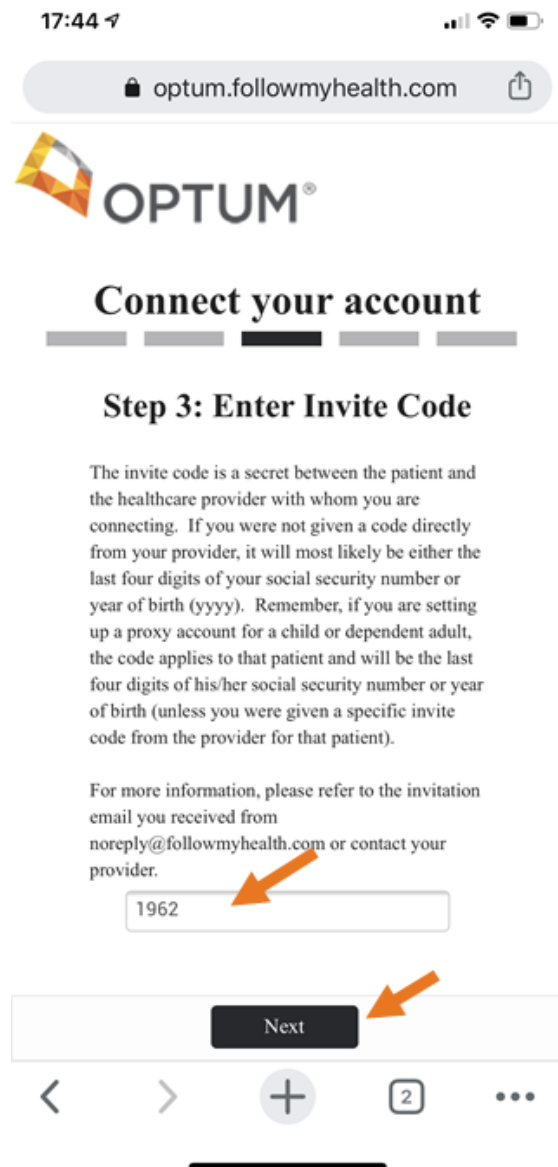 17:44
optum.followmyhealth.com
OPTUM®
Connect your account
Step 3: Enter Invite Code
The invite code is a secret between the patient and
the healthcare provider with whom you are
connecting. If you were not given a code directly
from your provider, it will most likely be either the
last four digits of your social security number or
year of birth (yyyy). Remember, if you are setting
up a proxy account for a child or dependent adult,
the code applies to that patient and will be the last
four digits of his/her social security number or year
of birth (unless you were given a specific invite
code from the provider for that patient).
For more information, please refer to the invitation
email you received from
noreply@followmyhealth.com or contact your
provider.
1962
Next
2